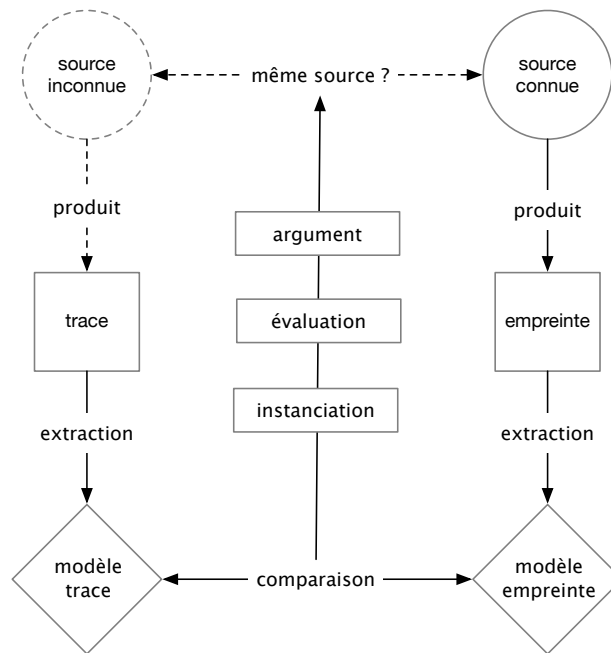 source
inconnue
même source ?
source
connue
produit
produit
argument
trace
évaluation
empreinte
instanciation
extraction
extraction
modèle
trace
comparaison
modèle
empreinte